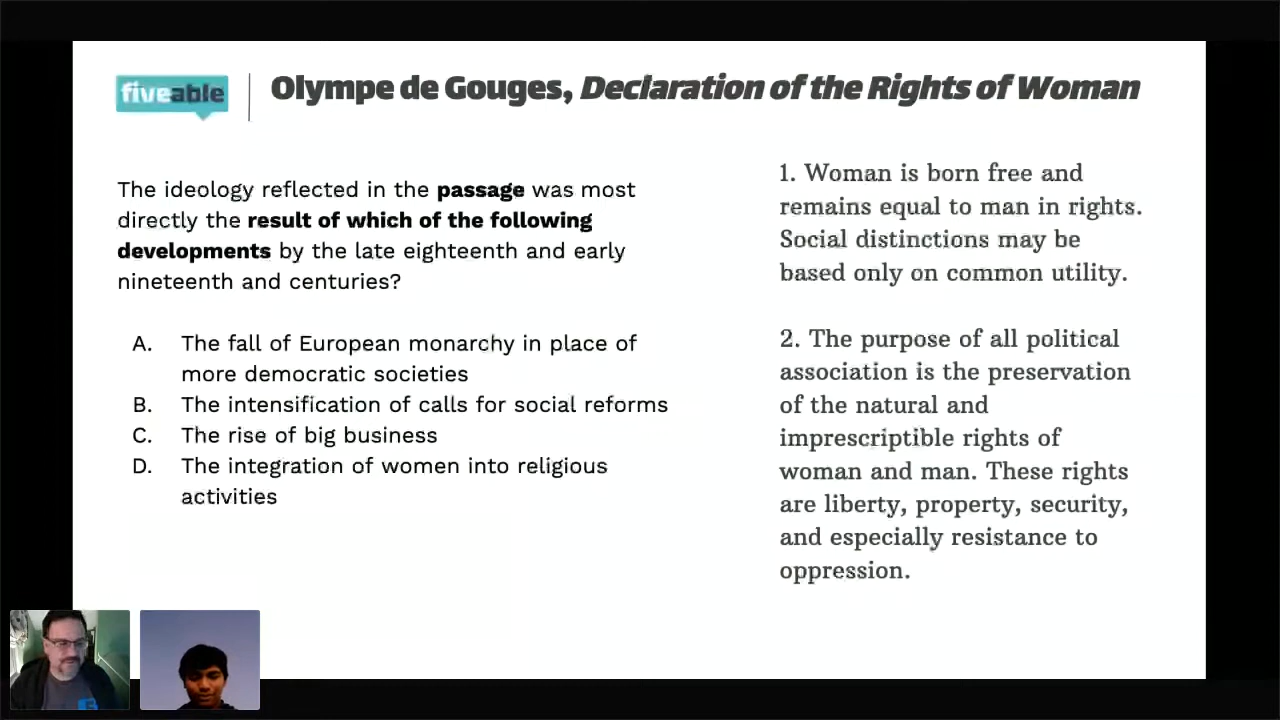 fiveable
Olympe de Gouges, Declaration of the Rights of Woman
The ideology reflected in the passage was most
directly the result of which of the following
developments by the late eighteenth and early
nineteenth and centuries?
A. The fall of European monarchy in place of
more democratic societies
B. The intensification of calls for social reforms
C. The rise of big business
D. The integration of women into religious
activities
1. Woman is born free and
remains equal to man in rights.
Social distinctions may be
based only on common utility.
2. The purpose of all political
association is the preservation
of the natural and
imprescriptible rights of
woman and man. These rights
are liberty, property, security,
and especially resistance to
oppression.